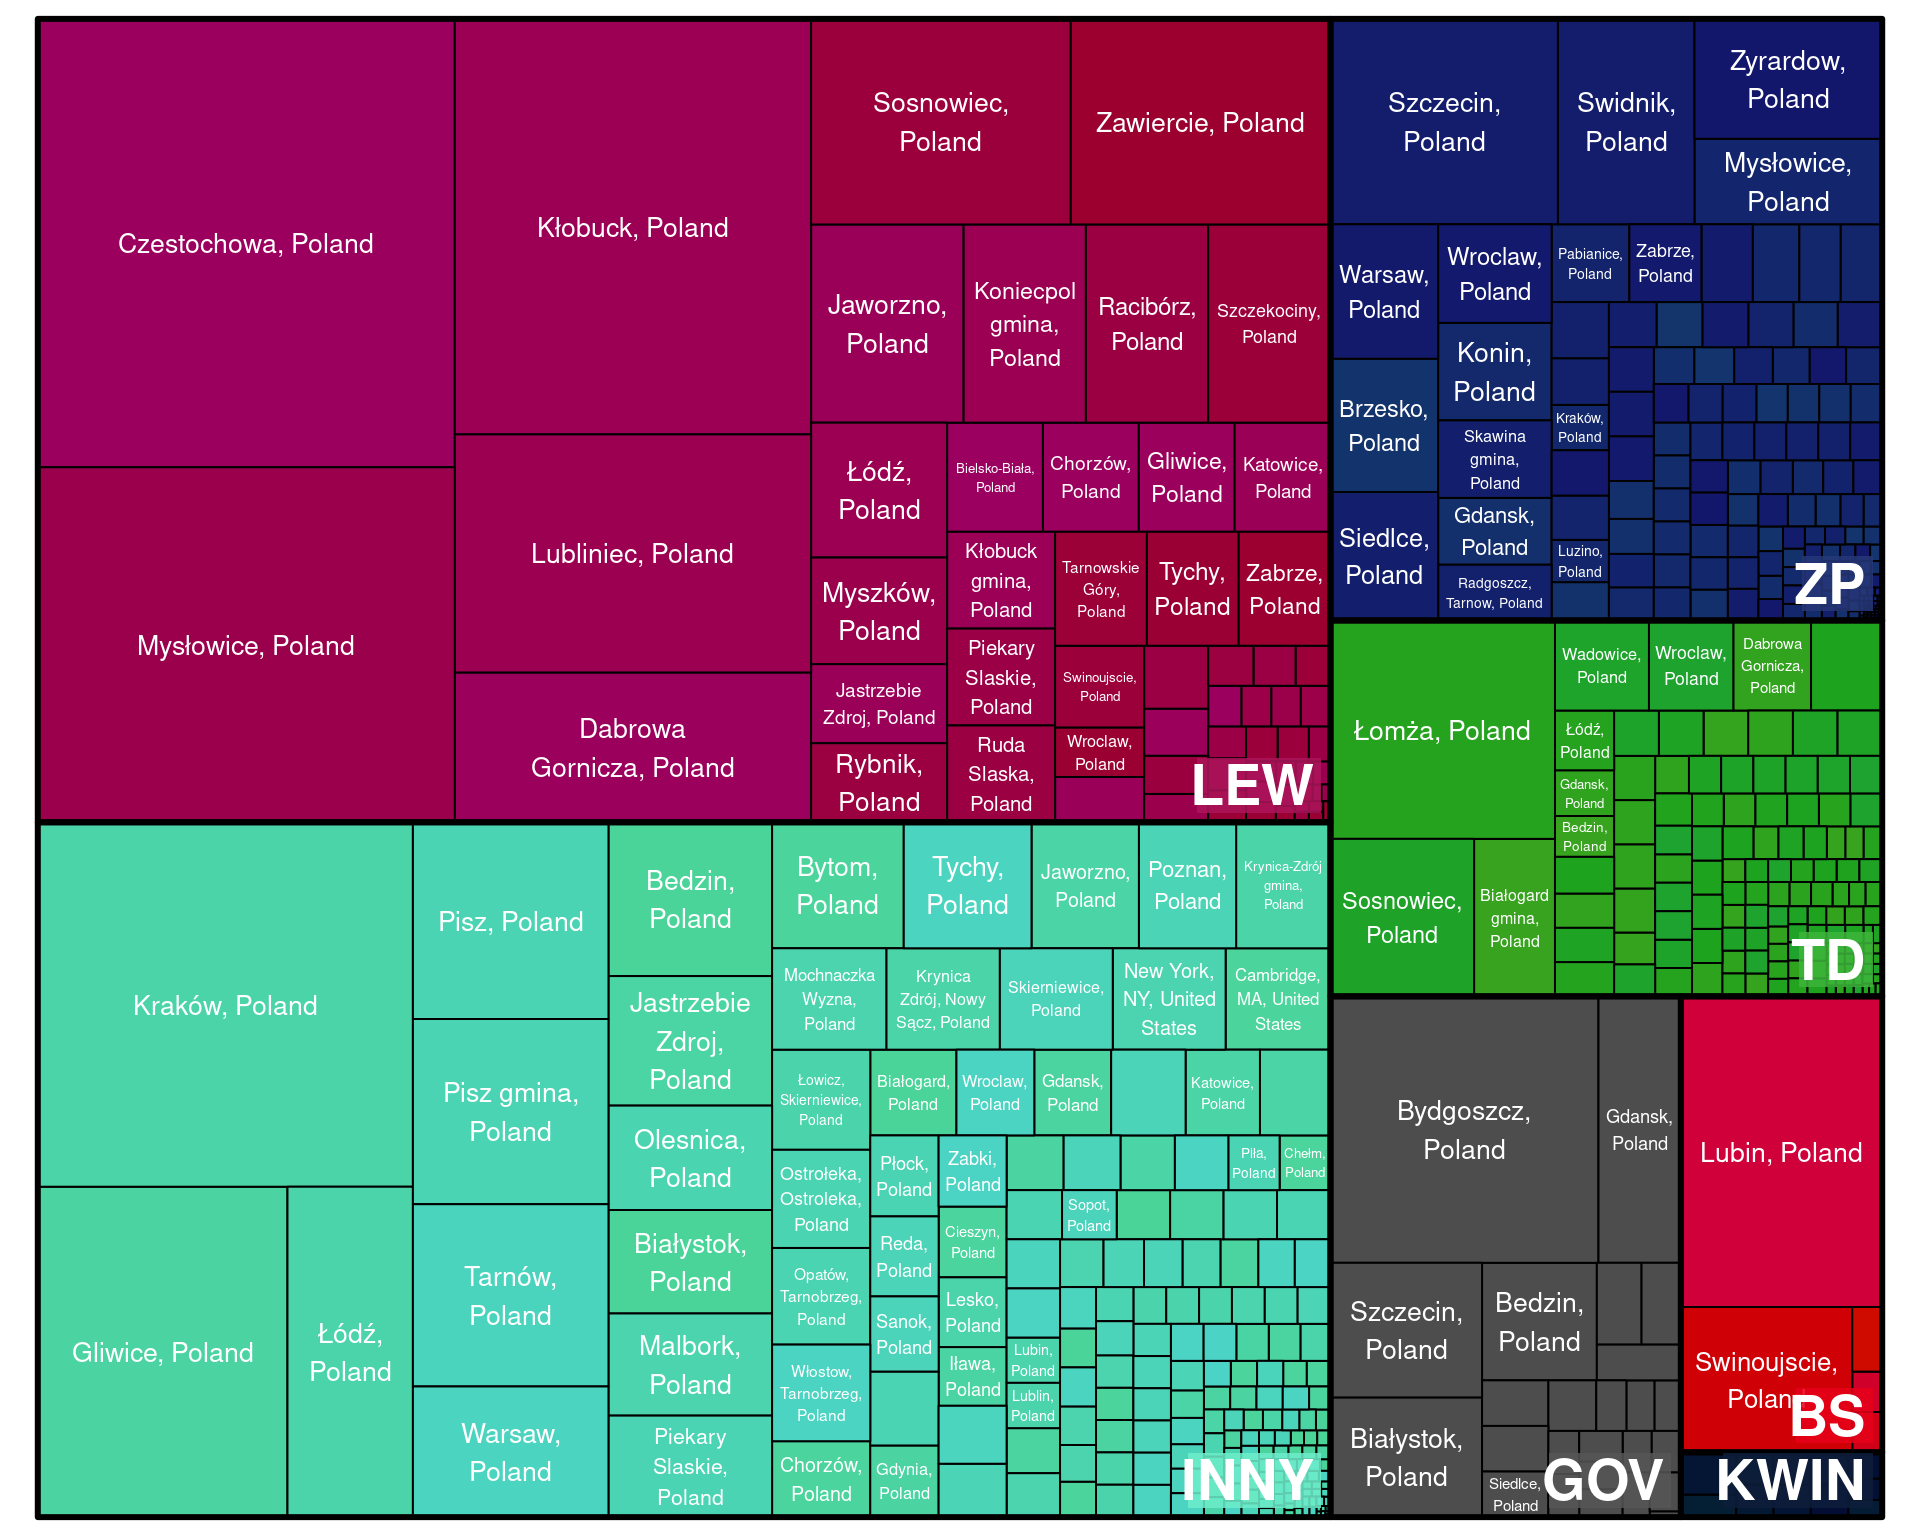 Czestochowa, Poland
Mysłowice, Poland
Kłobuck, Poland
Lubliniec, Poland
Dabrowa
Gornicza, Poland
Sosnowiec,
Poland
Zawiercie, Poland
Jaworzno,
Poland
Koniecpol
gmina,
Poland
Racibórz,
Poland
Szczekociny,
Poland
Łódź,
Poland
Myszków,
Poland
Jastrzebie
Zdroj, Poland
Rybnik,
Poland
Bielsko-Biała,
Poland
Chorzów,
Poland
Gliwice,
Poland
Katowice,
Poland
Kłobuck
gmina,
Poland
Piekary
Slaskie,
Poland
Ruda
Slaska,
Poland
Tarnowskie
Góry,
Poland
Tychy,
Poland
Zabrze,
Poland
Swinoujscie,
Poland
Wroclaw,
Poland
LEW
Szczecin,
Poland
Swidnik,
Poland
Zyrardow,
Poland
Mysłowice,
Poland
Warsaw,
Poland
Brzesko,
Poland
Siedlce,
Poland
Wroclaw,
Poland
Konin,
Poland
Skawina
gmina,
Poland
Gdansk,
Poland
Radgoszcz,
Tarnow, Poland
Pabianice,
Poland
Zabrze,
Poland
Kraków,
Poland
Luzino,
Poland
ZP
Łomża, Poland
Sosnowiec,
Poland
Białogard
gmina,
Poland
Wadowice,
Poland
Wroclaw,
Poland
Dabrowa
Gornicza,
Poland
Łódź,
Poland
Gdansk,
Poland
Bedzin,
Poland
TD
Kraków, Poland
Gliwice, Poland
Łódź,
Poland
Pisz, Poland
Pisz gmina,
Poland
Tarnów,
Poland
Warsaw,
Poland
Bedzin,
Poland
Jastrzebie
Zdroj,
Poland
Olesnica,
Poland
Białystok,
Poland
Malbork,
Poland
Piekary
Slaskie,
Poland
Bytom,
Poland
Tychy,
Poland
Jaworzno,
Poland
Poznan,
Poland
Krynica-Zdrój
gmina,
Poland
Mochnaczka
Wyzna,
Poland
Krynica
Zdrój, Nowy
Sącz, Poland
Skierniewice,
Poland
New York,
NY, United
States
Cambridge,
MA, United
States
Łowicz,
Skierniewice,
Poland
Ostrołeka,
Ostroleka,
Poland
Opatów,
Tarnobrzeg,
Poland
Włostow,
Tarnobrzeg,
Poland
Chorzów,
Poland
Białogard,
Poland
Wroclaw,
Poland
Gdansk,
Poland
Katowice,
Poland
Płock,
Poland
Reda,
Poland
Sanok,
Poland
Gdynia,
Poland
Zabki,
Poland
Cieszyn,
Poland
Lesko,
Poland
Iława,
Poland
Piła,
Poland
Chełm,
Poland
Sopot,
Poland
Lubin,
Poland
Lublin,
Poland
INNY
Bydgoszcz,
Poland
Gdansk,
Poland
Szczecin,
Poland
Białystok,
Poland
Bedzin,
Poland
Siedlce,
Poland
GOV
Lubin, Poland
Swinoujscie,
Poland
BS
KWIN